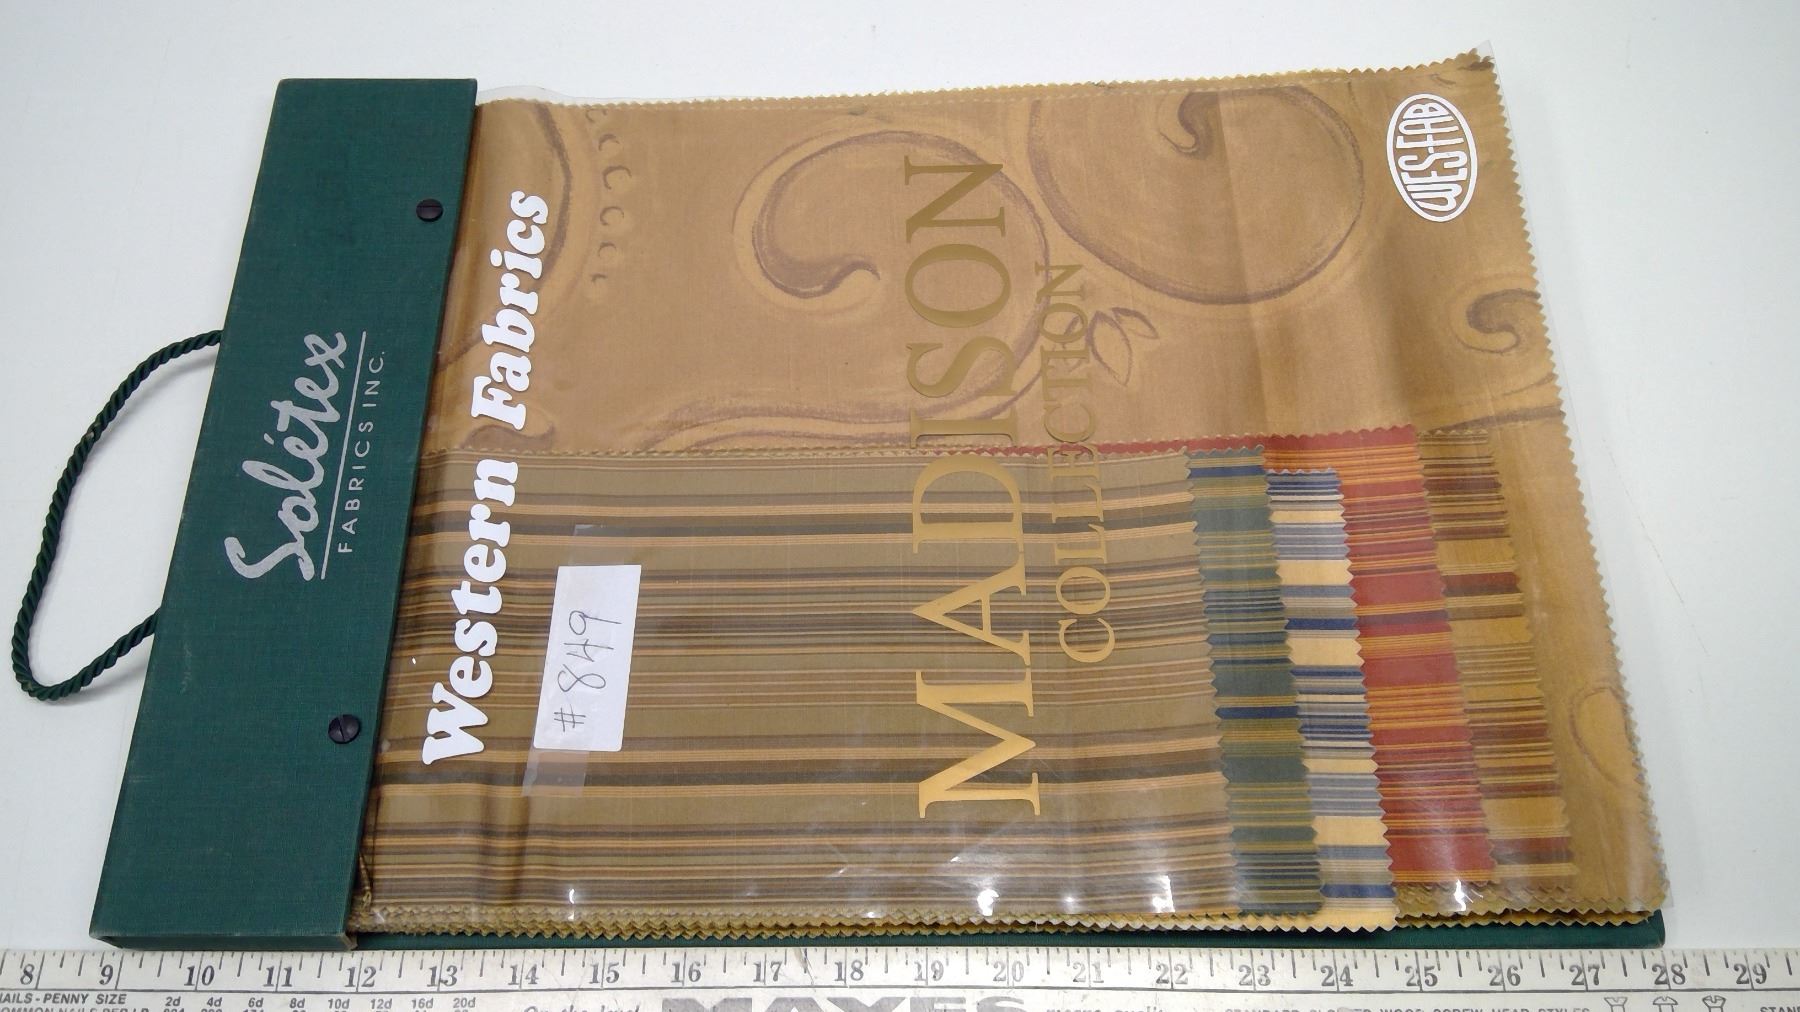 Solétex
FABRICS INC.
Western Fabrics
#849
MADISON
COLLECTION
WES-FAB
8 9 10 11 12 13 14 15 16 17 18 19 20 21 22 23 24 25 26 27 28 29
NAILS - PENNY SIZE 2d 4d 6d 8d 10d 12d 16d 20d
MAYES